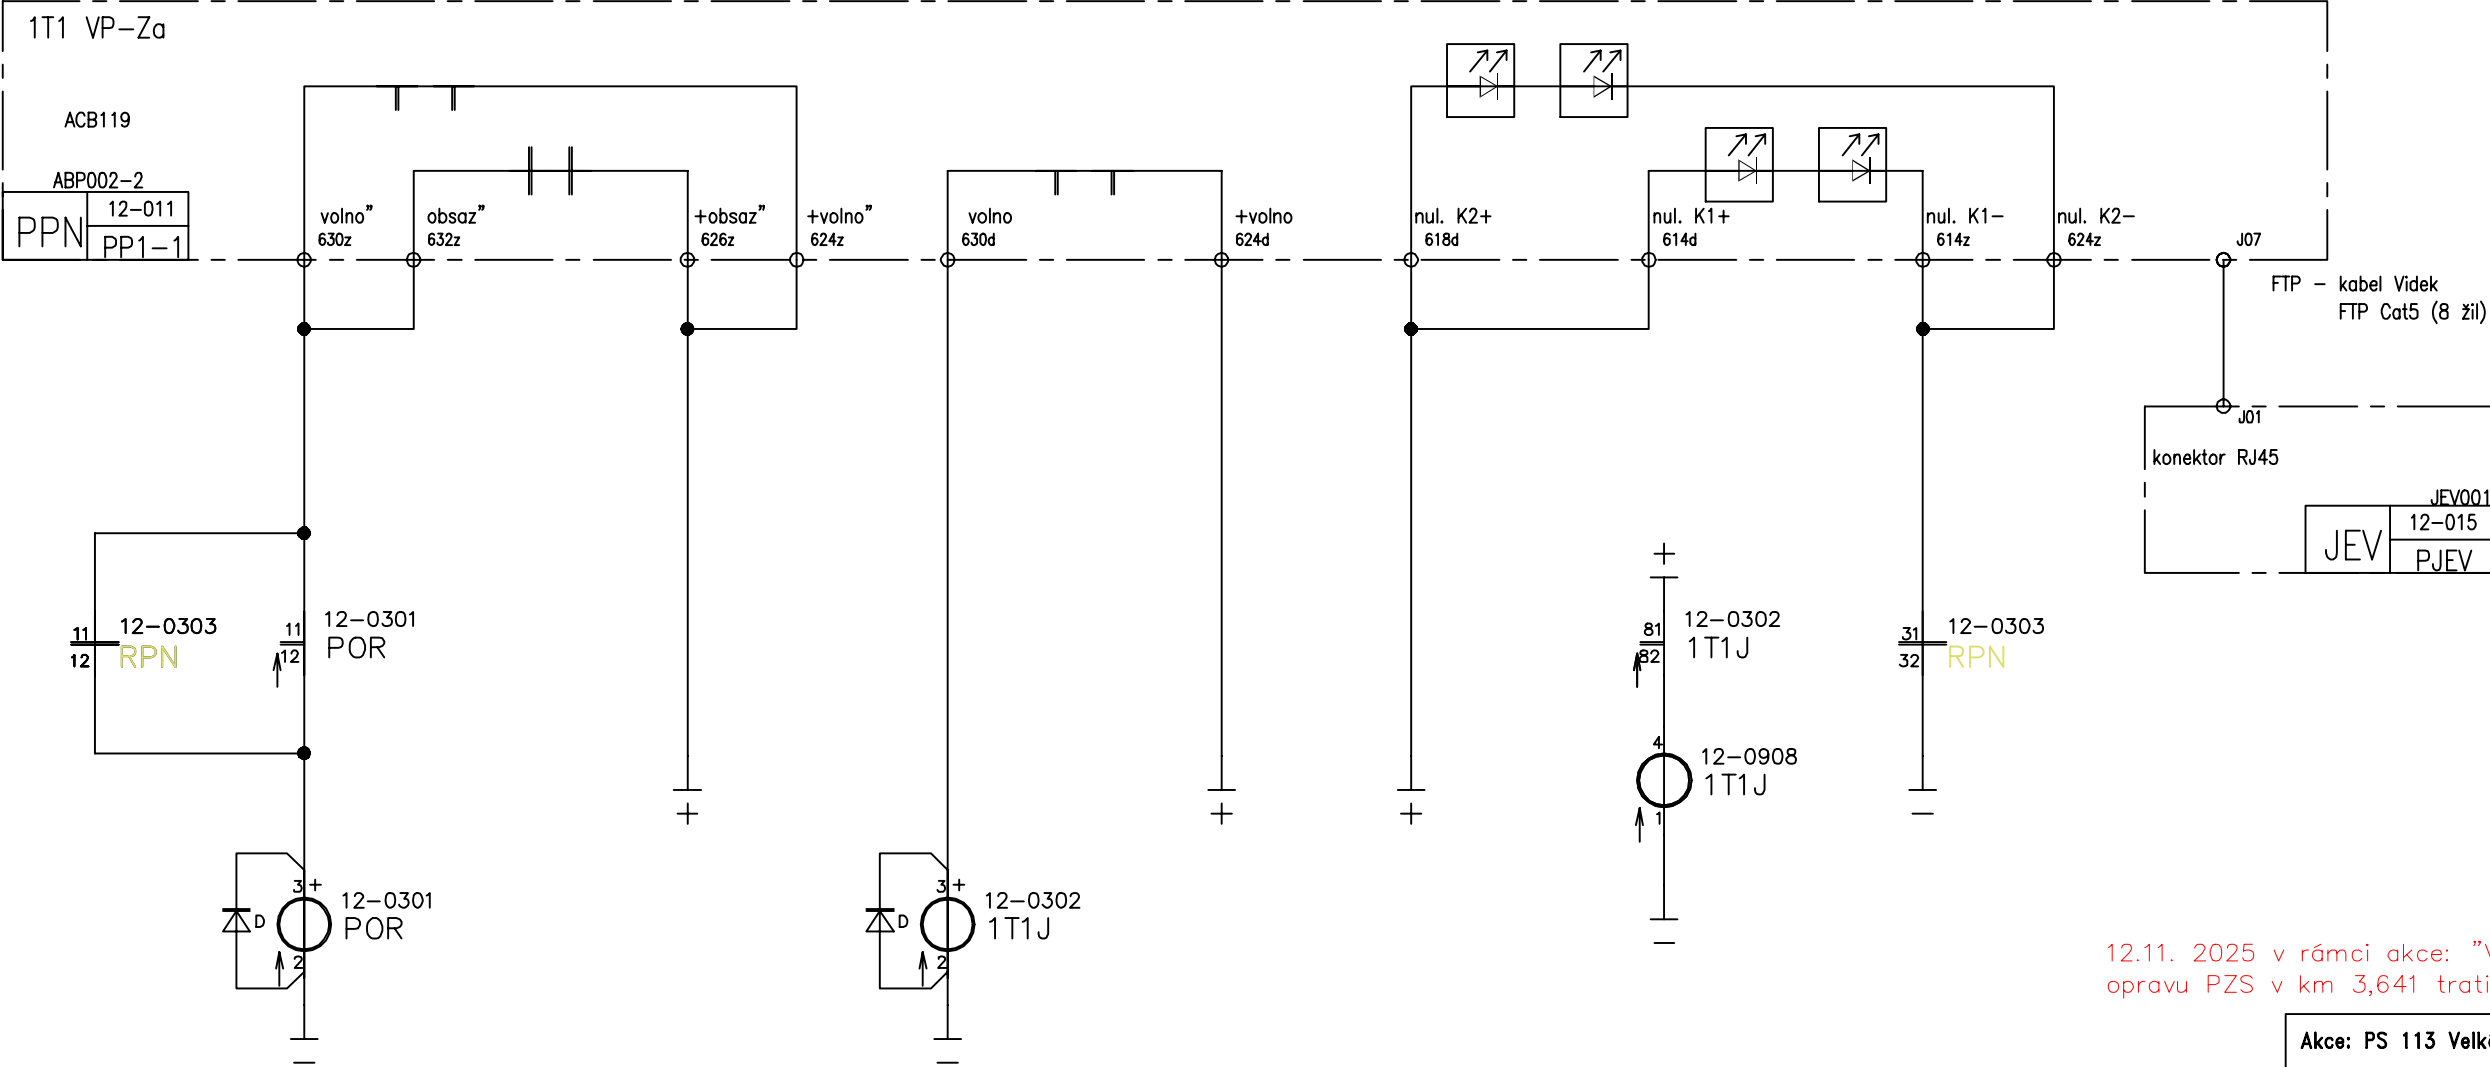 1T1 VP-Za
ACB119
ABP002-2
PPN
12-011
PP1-1
volno"
630z
obsaz"
632z
+obsaz"
626z
+volno"
624z
volno
630d
+volno
624d
nul. K2+
618d
nul. K1+
614d
nul. K1-
614z
nul. K2-
624z
J07
FTP - kabel Videk
FTP Cat5 (8 žil)
J01
konektor RJ45
JEV001
JEV
12-015
PJEV
11
12
12-0303
RPN
11
12
12-0301
POR
+
81
82
12-0302
1T1J
31
32
12-0303
RPN
4
1
12-0908
1T1J
+
+
+
-
D
3 +
2
12-0301
POR
D
3 +
2
12-0302
1T1J
-
-
-
12.11. 2025 v rámci akce: "V
opravu PZS v km 3,641 trati
Akce: PS 113 Velk